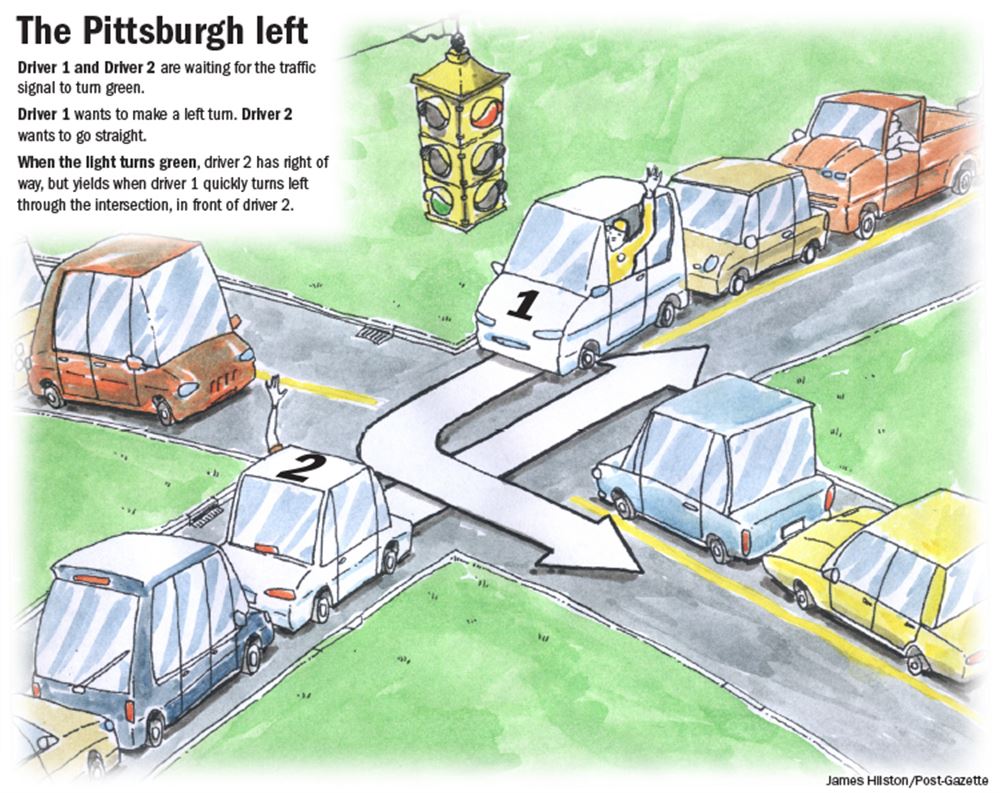 The Pittsburgh left
Driver 1 and Driver 2 are waiting for the traffic
signal to turn green.
Driver 1 wants to make a left turn. Driver 2
wants to go straight.
When the light turns green, driver 2 has right of
way, but yields when driver 1 quickly turns left
through the intersection, in front of driver 2.
1
2
James Hilston/Post-Gazette